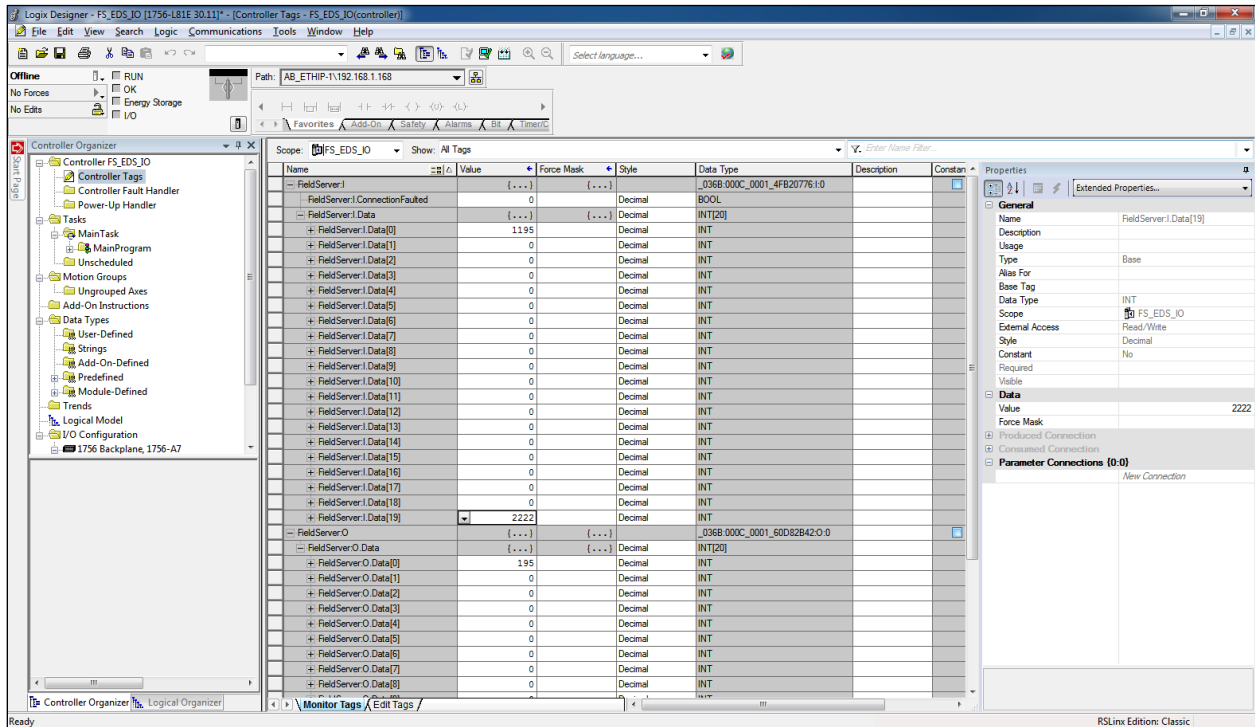 Logix Designer - FS_EDS_IO [1756-L81E 30.11]* - [Controller Tags - FS_EDS_IO(controller)]
File Edit View Search Logic Communications Tools Window Help
Select language...
Offline RUN
No Forces OK
No Edits Energy Storage
I/O
Path: AB_ETHIP-1\192.168.1.168
Favorites Add-On Safety Alarms Bit Timer/C
Start Page
Controller Organizer
Controller FS_EDS_IO
Controller Tags
Controller Fault Handler
Power-Up Handler
Tasks
MainTask
MainProgram
Unscheduled
Motion Groups
Ungrouped Axes
Add-On Instructions
Data Types
User-Defined
Strings
Add-On-Defined
Predefined
Module-Defined
Trends
Logical Model
I/O Configuration
1756 Backplane, 1756-A7
Controller Organizer Logical Organizer
Scope: FS_EDS_IO Show: All Tags Enter Name Filter...
Name Value Force Mask Style Data Type Description Constan
FieldServer:I {...} {...} _036B:000C_0001_4FB20776:I:0
FieldServer:I.ConnectionFaulted 0 Decimal BOOL
FieldServer:I.Data {...} {...} Decimal INT[20]
FieldServer:I.Data[0] 1195 Decimal INT
FieldServer:I.Data[1] 0 Decimal INT
FieldServer:I.Data[2] 0 Decimal INT
FieldServer:I.Data[3] 0 Decimal INT
FieldServer:I.Data[4] 0 Decimal INT
FieldServer:I.Data[5] 0 Decimal INT
FieldServer:I.Data[6] 0 Decimal INT
FieldServer:I.Data[7] 0 Decimal INT
FieldServer:I.Data[8] 0 Decimal INT
FieldServer:I.Data[9] 0 Decimal INT
FieldServer:I.Data[10] 0 Decimal INT
FieldServer:I.Data[11] 0 Decimal INT
FieldServer:I.Data[12] 0 Decimal INT
FieldServer:I.Data[13] 0 Decimal INT
FieldServer:I.Data[14] 0 Decimal INT
FieldServer:I.Data[15] 0 Decimal INT
FieldServer:I.Data[16] 0 Decimal INT
FieldServer:I.Data[17] 0 Decimal INT
FieldServer:I.Data[18] 0 Decimal INT
FieldServer:I.Data[19] 2222 Decimal INT
FieldServer:O {...} {...} _036B:000C_0001_60D82B42:O:0
FieldServer:O.Data {...} {...} Decimal INT[20]
FieldServer:O.Data[0] 195 Decimal INT
FieldServer:O.Data[1] 0 Decimal INT
FieldServer:O.Data[2] 0 Decimal INT
FieldServer:O.Data[3] 0 Decimal INT
FieldServer:O.Data[4] 0 Decimal INT
FieldServer:O.Data[5] 0 Decimal INT
FieldServer:O.Data[6] 0 Decimal INT
FieldServer:O.Data[7] 0 Decimal INT
FieldServer:O.Data[8] 0 Decimal INT
Monitor Tags Edit Tags
Properties
Extended Properties...
General
Name FieldServer:I.Data[19]
Description
Usage
Type Base
Alias For
Base Tag
Data Type INT
Scope FS_EDS_IO
External Access Read/Write
Style Decimal
Constant No
Required
Visible
Data
Value 2222
Force Mask
Produced Connection
Consumed Connection
Parameter Connections {0:0}
New Connection
Ready RSLinx Edition: Classic